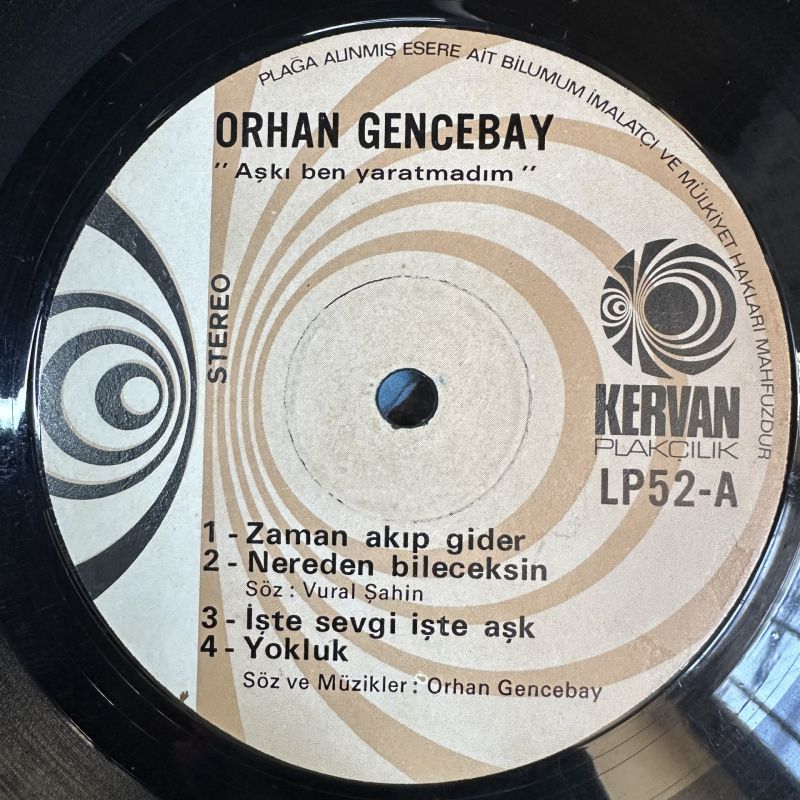 PLAĞA ALINMIŞ ESERE AİT BİLUMUM İMALATÇI VE MÜLKİYET HAKLARI MAHFUZDUR
ORHAN GENCEBAY
"Aşkı ben yaratmadım"
STEREO
KERVAN
PLAKÇILIK
LP52-A
1 - Zaman akıp gider
2 - Nereden bileceksin
Söz : Vural Şahin
3 - İşte sevgi işte aşk
4 - Yokluk
Söz ve Müzikler : Orhan Gencebay